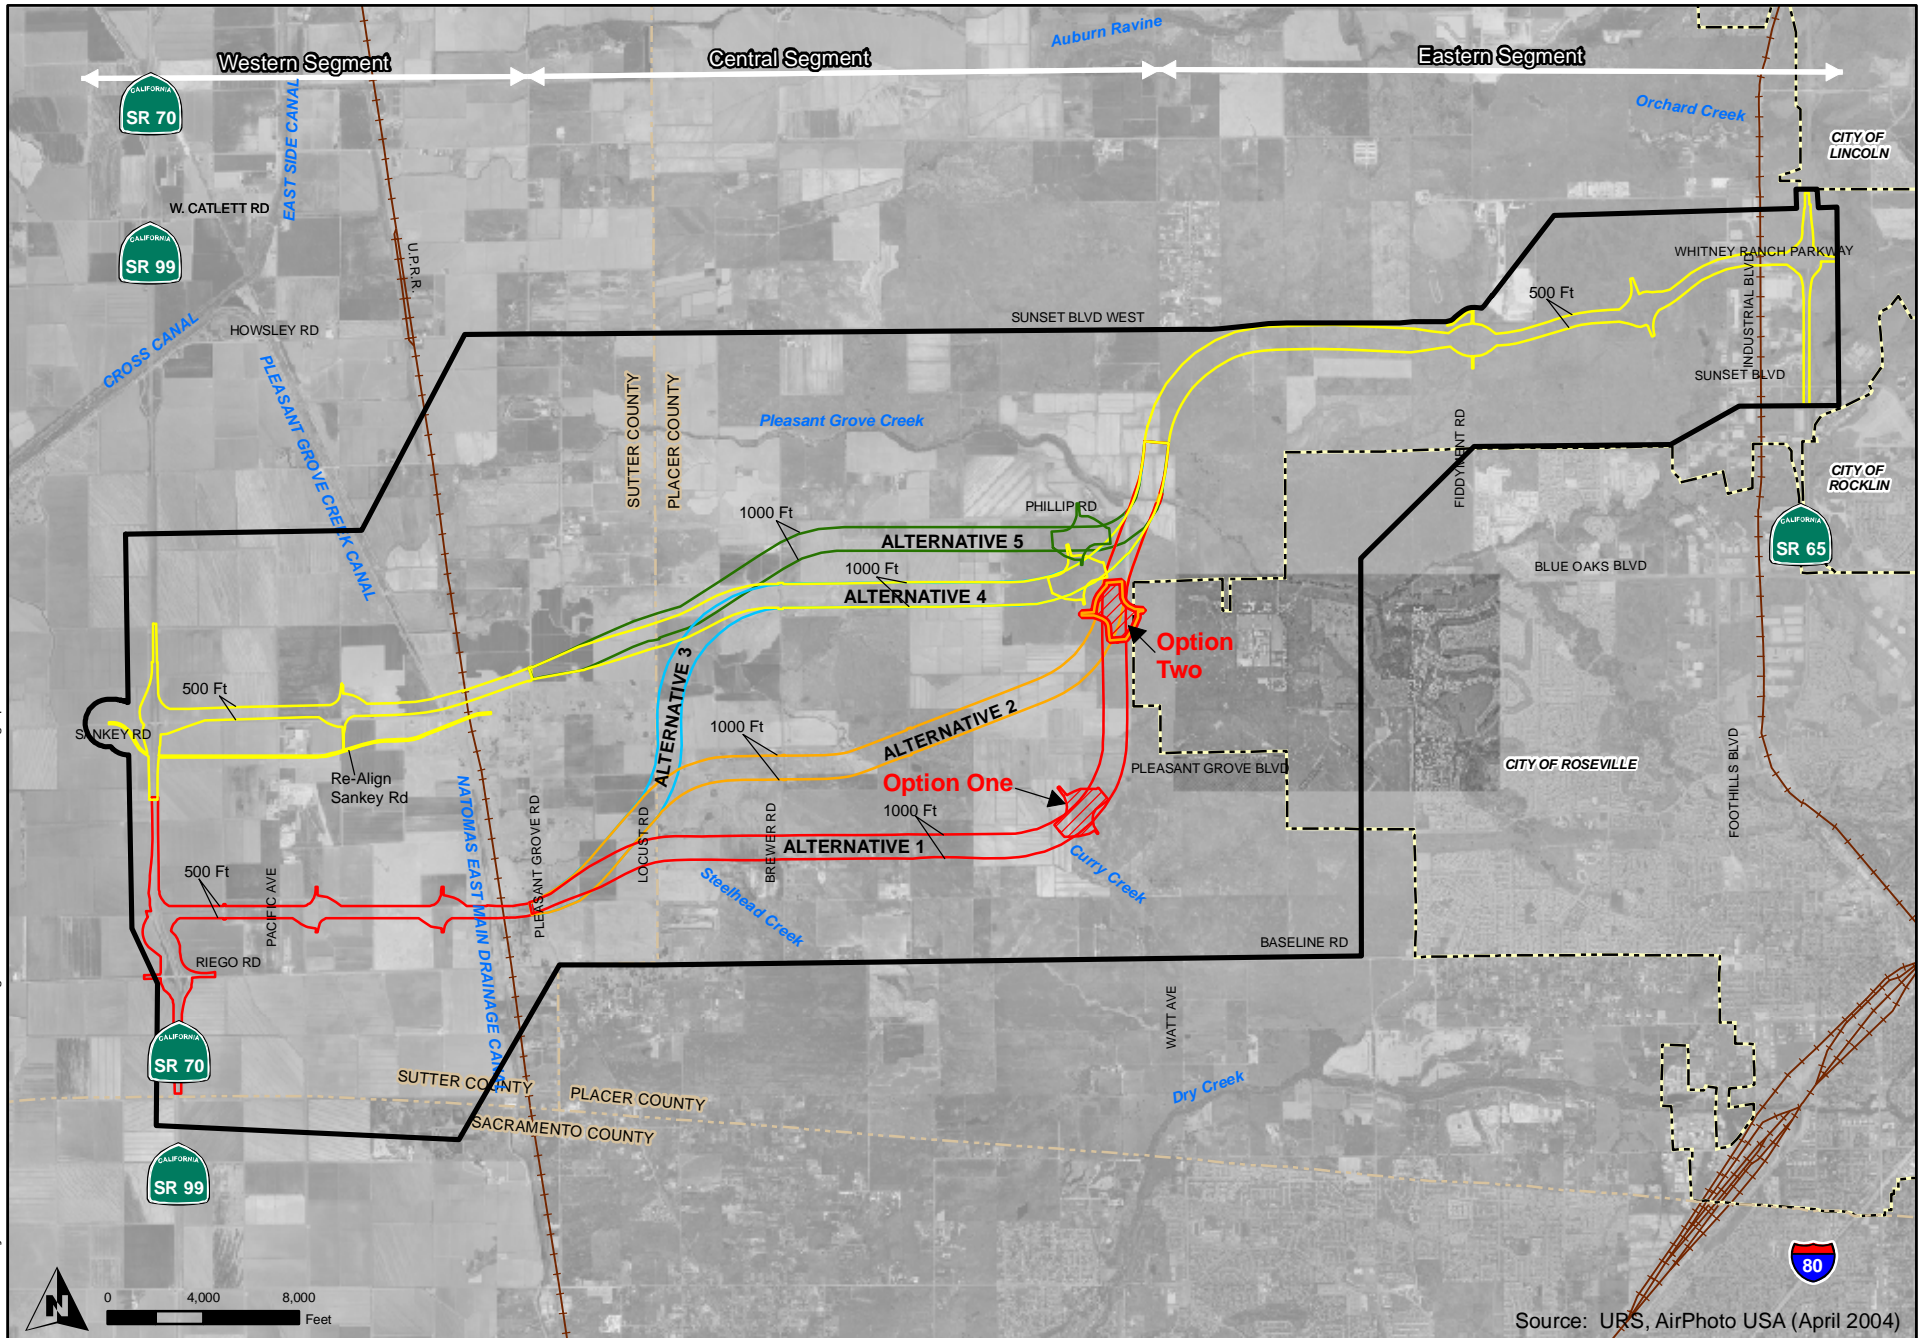 Western Segment
Central Segment
Eastern Segment
Auburn Ravine
Orchard Creek
CALIFORNIA
SR 70
EAST SIDE CANAL
CITY OF
LINCOLN
W. CATLETT RD
CALIFORNIA
SR 99
U.P.R.R.
WHITNEY RANCH PARKWAY
INDUSTRIAL BLVD
500 Ft
SUNSET BLVD WEST
HOWSLEY RD
CROSS CANAL
PLEASANT GROVE CREEK CANAL
SUNSET BLVD
SUTTER COUNTY
PLACER COUNTY
Pleasant Grove Creek
FIDDYMENT RD
CITY OF
ROCKLIN
PHILLIP RD
1000 Ft
ALTERNATIVE 5
CALIFORNIA
SR 65
1000 Ft
ALTERNATIVE 4
BLUE OAKS BLVD
Option
Two
ALTERNATIVE 3
500 Ft
SANKEY RD
1000 Ft
ALTERNATIVE 2
PLEASANT GROVE BLVD
CITY OF ROSEVILLE
FOOTHILLS BLVD
Re-Align
Sankey Rd
Option One
NATOMAS EAST MAIN DRAINAGE CANAL
PLEASANT GROVE RD
LOCUST RD
BREWER RD
1000 Ft
ALTERNATIVE 1
500 Ft
PACIFIC AVE
Steelhead Creek
Curry Creek
RIEGO RD
BASELINE RD
WATT AVE
CALIFORNIA
SR 70
SUTTER COUNTY
PLACER COUNTY
SACRAMENTO COUNTY
Dry Creek
CALIFORNIA
SR 99
80
N
0 4,000 8,000
Feet
Source: URS, AirPhoto USA (April 2004)